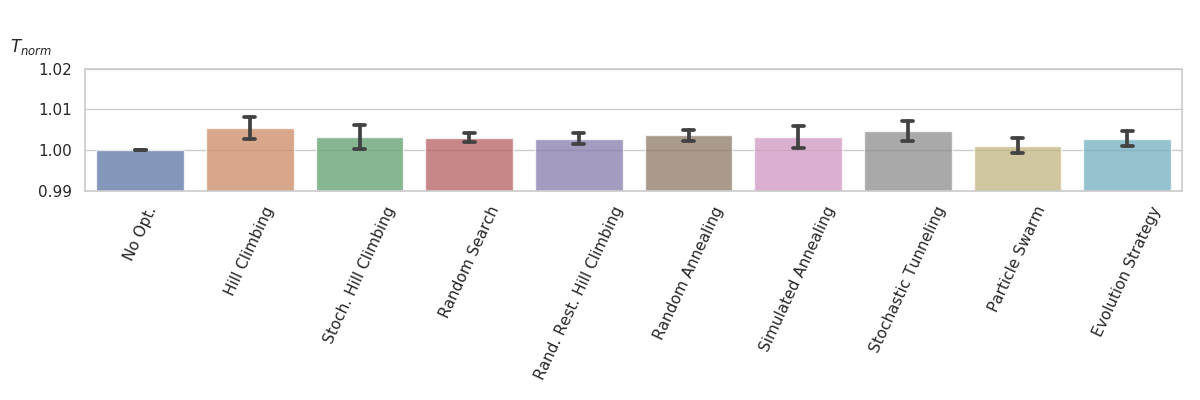 T_norm
1.02
1.01
1.00
0.99
No Opt.
Hill Climbing
Stoch. Hill Climbing
Random Search
Rand. Rest. Hill Climbing
Random Annealing
Simulated Annealing
Stochastic Tunneling
Particle Swarm
Evolution Strategy